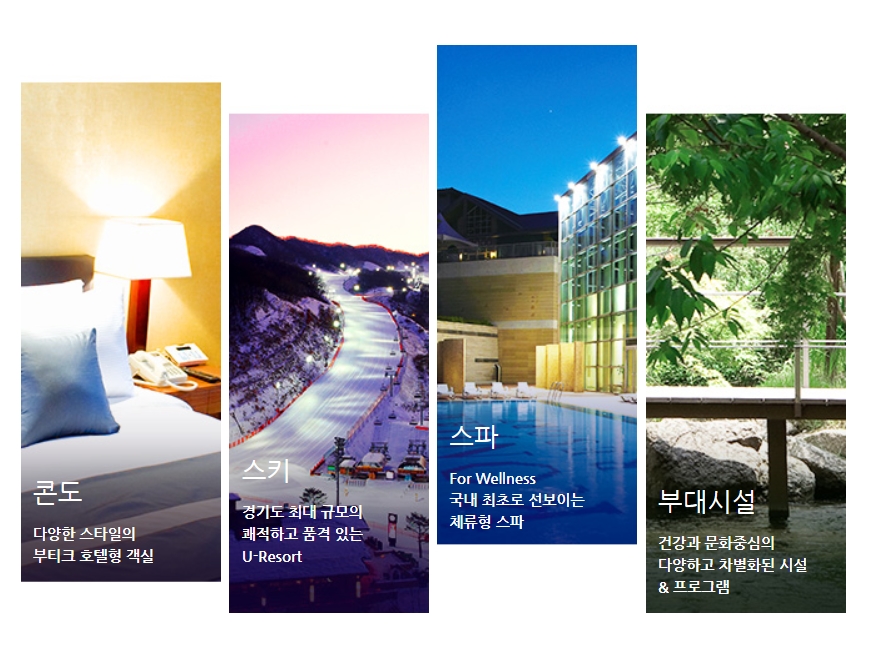 콘도
다양한 스타일의
부티크 호텔형 객실
스키
경기도 최대 규모의
쾌적하고 품격 있는
U-Resort
스파
For Wellness
국내 최초로 선보이는
체류형 스파
부대시설
건강과 문화중심의
다양하고 차별화된 시설
& 프로그램